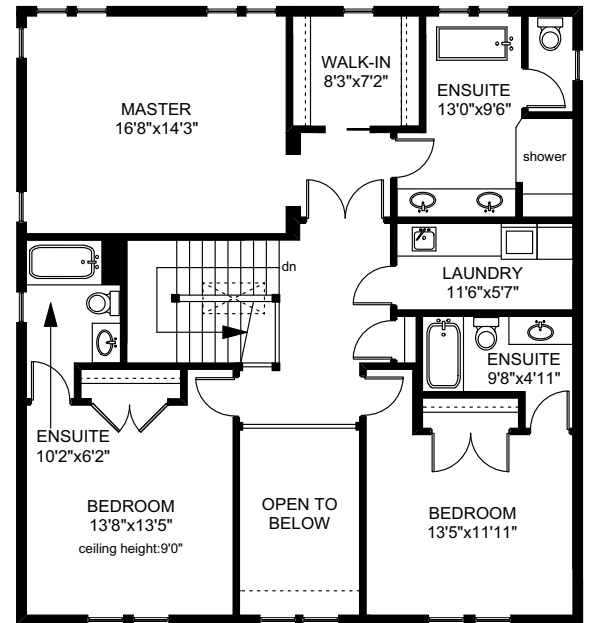 WALK-IN
8'3"x7'2"
MASTER
16'8"x14'3"
ENSUITE
13'0"x9'6"
shower
dn
LAUNDRY
11'6"x5'7"
ENSUITE
9'8"x4'11"
ENSUITE
10'2"x6'2"
BEDROOM
13'8"x13'5"
ceiling height:9'0"
OPEN TO
BELOW
BEDROOM
13'5"x11'11"